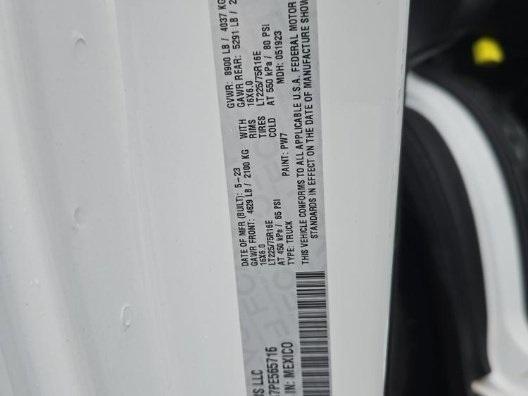 DATE OF MFR (BUILT): 5-23
GVWR: 8900 LB / 4037 KG
GAWR FRONT: 4629 LB / 2100 KG
WITH
GAWR REAR: 5291 LB / 2
16X6.0
RIMS
16X6.0
LT225/75R16E
TIRES
LT225/75R16E
AT 450 kPa / 65 PSI
COLD
AT 550 kPa / 80 PSI
TYPE: TRUCK
PAINT: PW7
MDH: 051923
THIS VEHICLE CONFORMS TO ALL APPLICABLE U.S.A. FEDERAL MOTOR
STANDARDS IN EFFECT ON THE DATE OF MANUFACTURE SHOW
LLC
7PE565716
IN: MEXICO